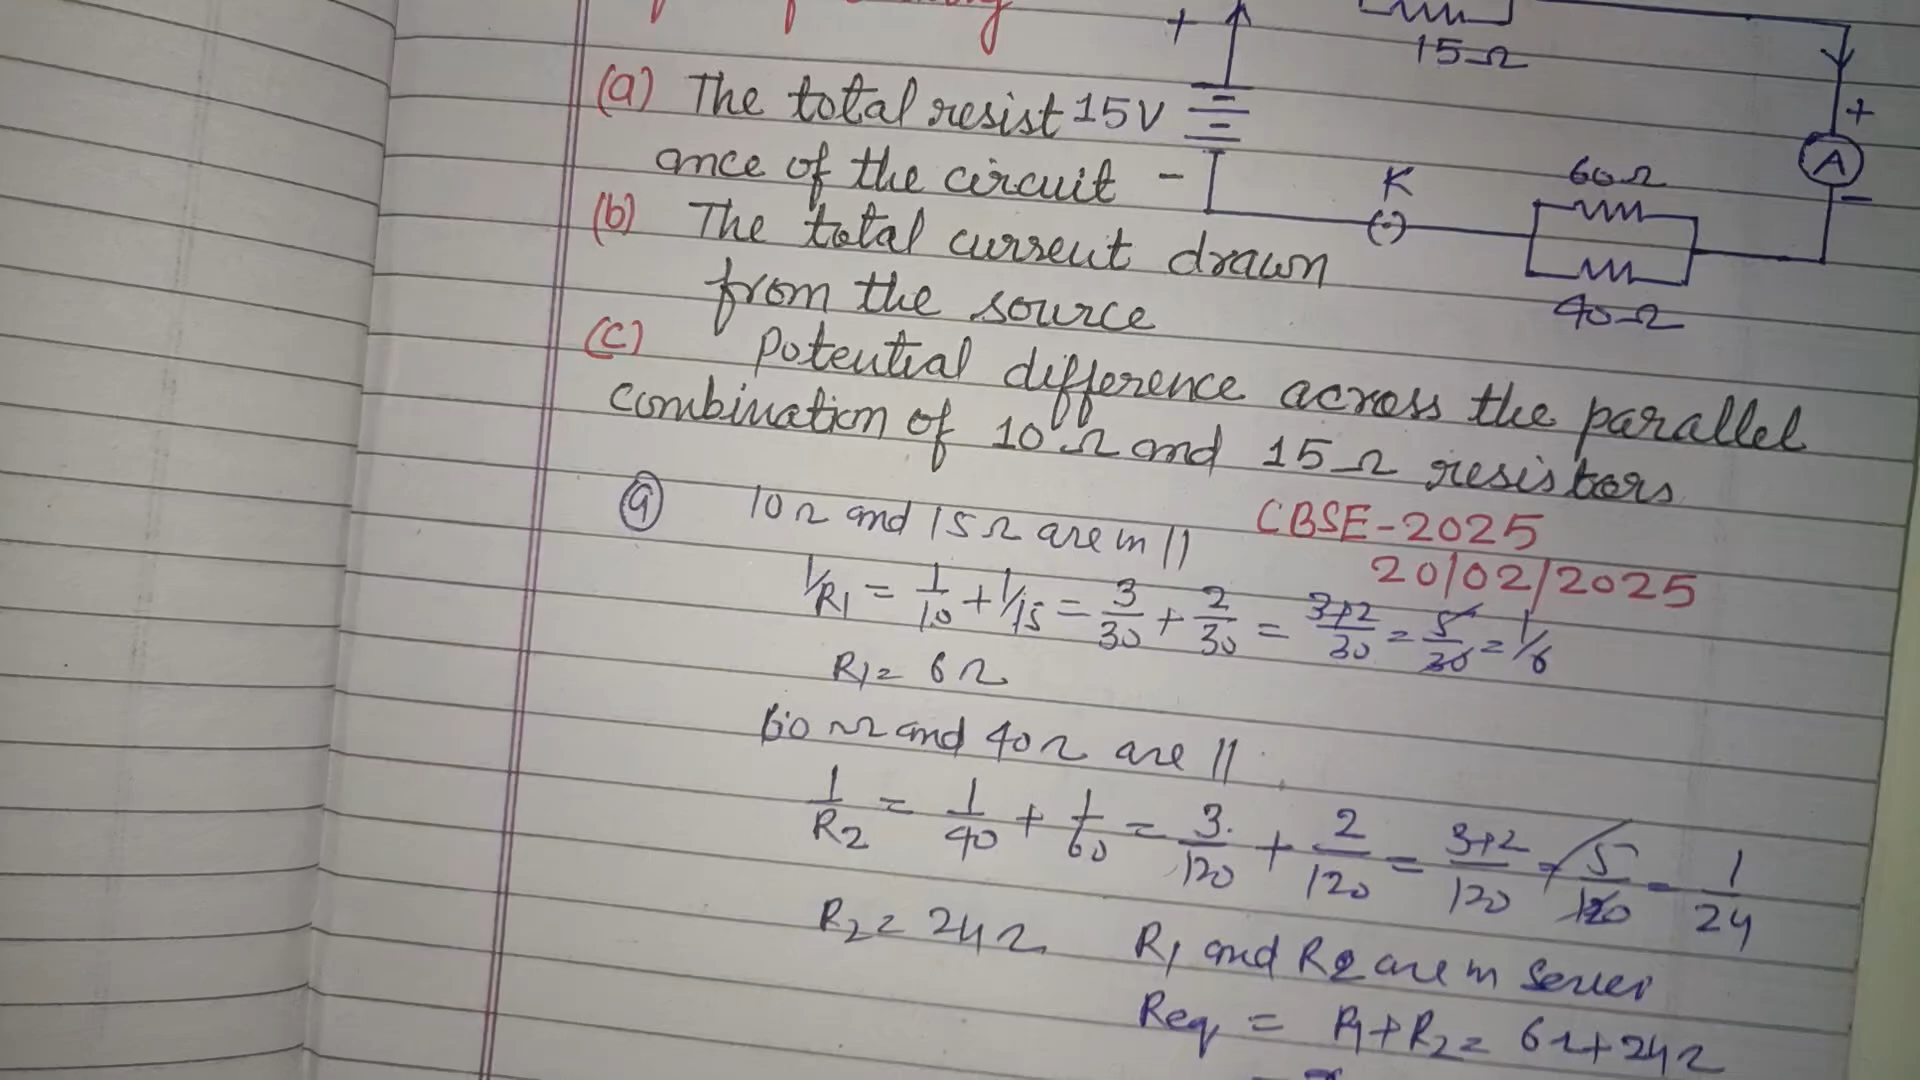 15Ω
+
(a) The total resist 15V
ance of the circuit -
+
A
-
K
60Ω
40Ω
(b) The total current drawn
from the source
(c) Potential difference across the parallel
combination of 10Ω and 15Ω resistors
CBSE-2025
20/02/2025
(a) 10Ω and 15Ω are in ||
1/R1 = 1/10 + 1/15 = 3/30 + 2/30 = 3+2/30 = 5/30 = 1/6
R1 = 6Ω
60Ω and 40Ω are ||
1/R2 = 1/40 + 1/60 = 3/120 + 2/120 = 3+2/120 = 5/120 = 1/24
R2 = 24Ω R1 and R2 are in Series
Req = R1+R2 = 6Ω+24Ω